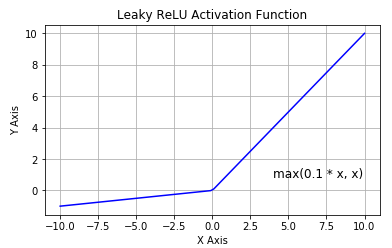 Leaky ReLU Activation Function
10
8
6
4
2
0
Y Axis
max(0.1 * x, x)
−10.0 −7.5 −5.0 −2.5 0.0 2.5 5.0 7.5 10.0
X Axis